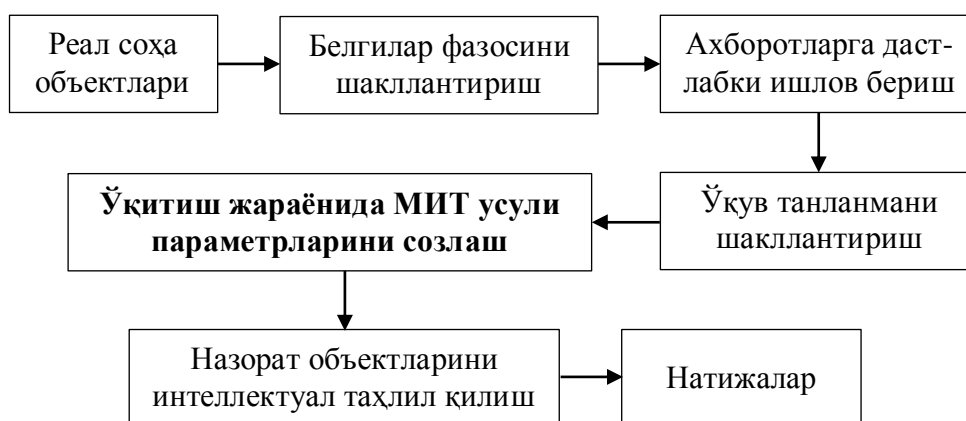 Реал соҳа
объектлари
Белгилар фазосини
шакллантириш
Ахборотларга даст-
лабки ишлов бериш
Ўқув танланмани
шакллантириш
Ўқитиш жараёнида МИТ усули
параметрларини созлаш
Назорат объектларини
интеллектуал таҳлил қилиш
Натижалар